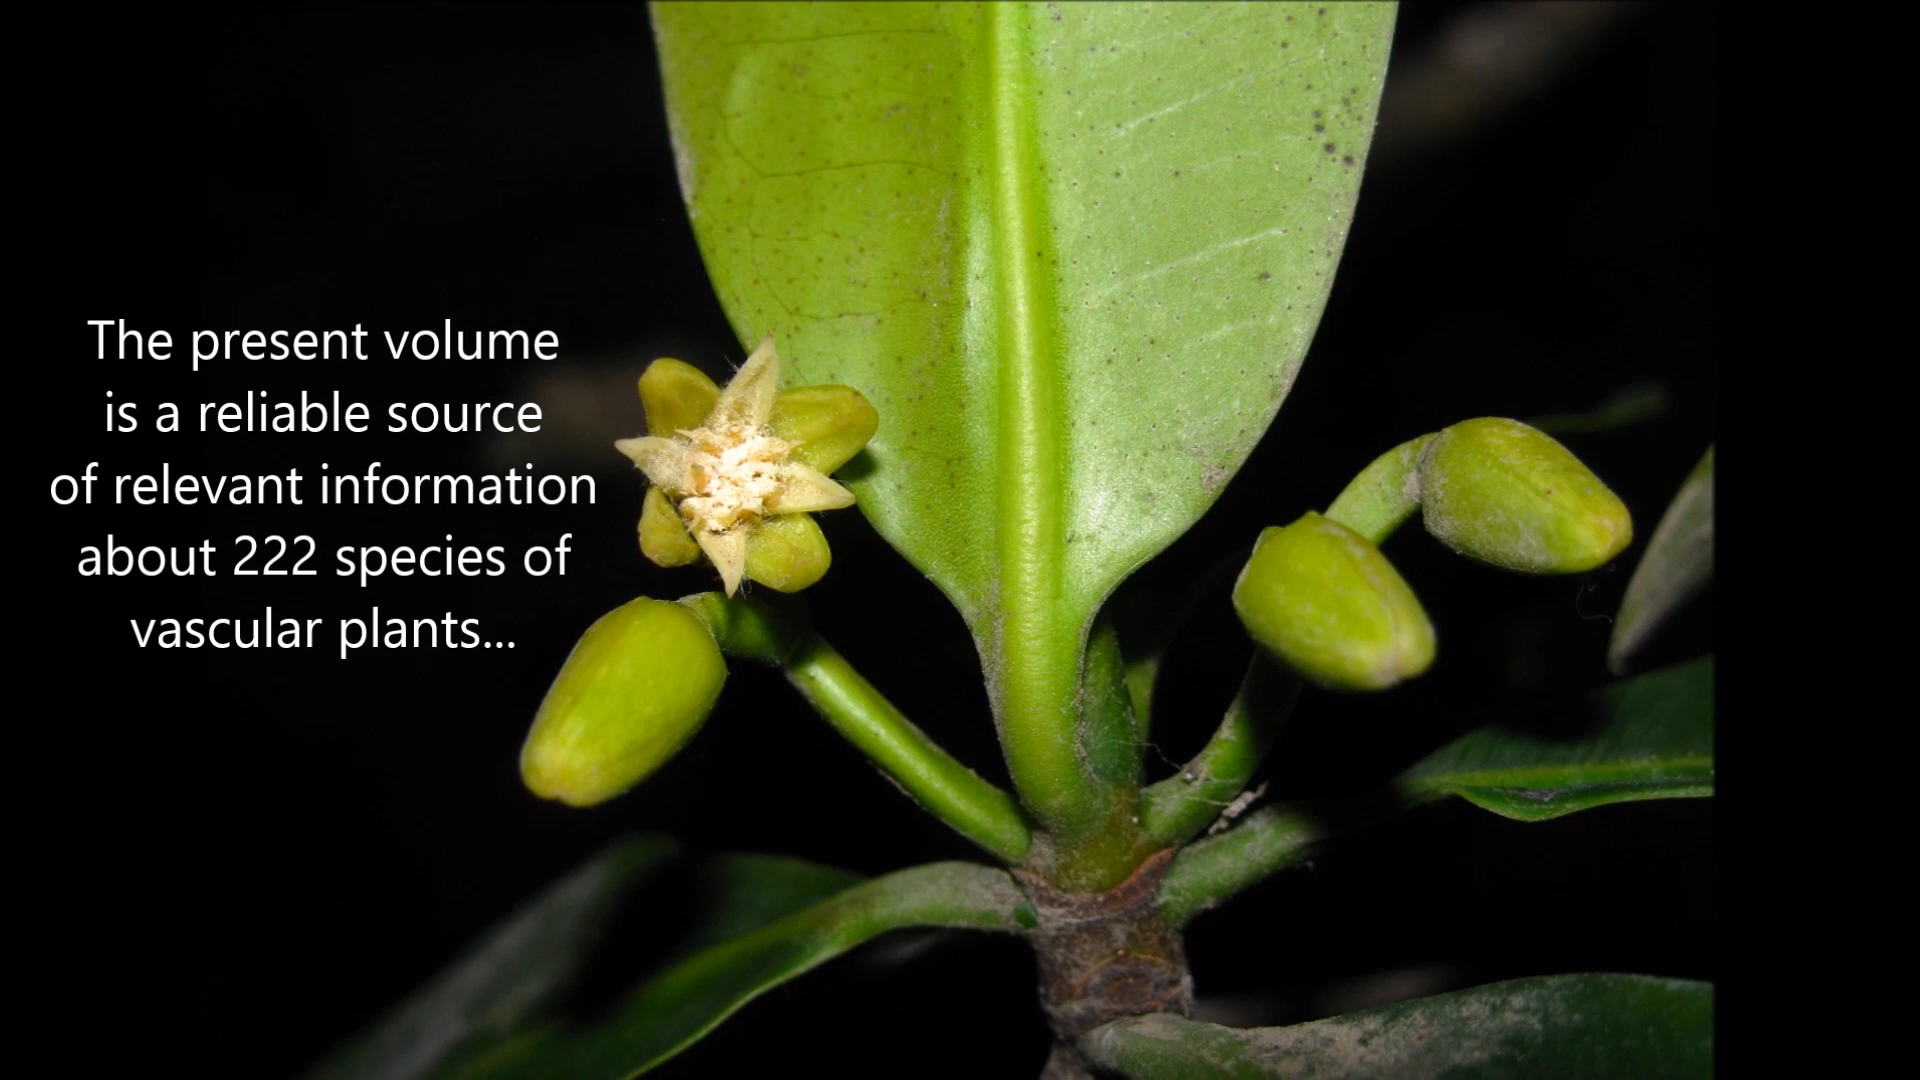 The present volume
is a reliable source
of relevant information
about 222 species of
vascular plants...